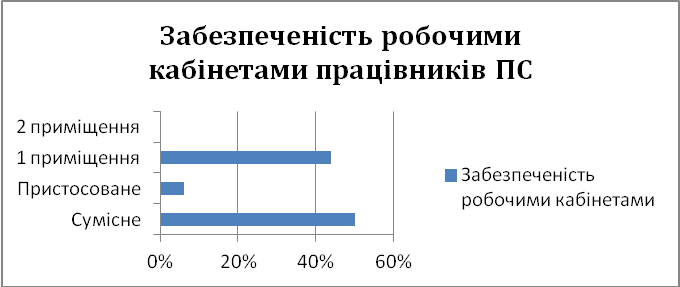 Забезпеченість робочими
кабінетами працівників ПС
2 приміщення
1 приміщення
Пристосоване
Сумісне
0%
20%
40%
60%
Забезпеченість
робочими кабінетами